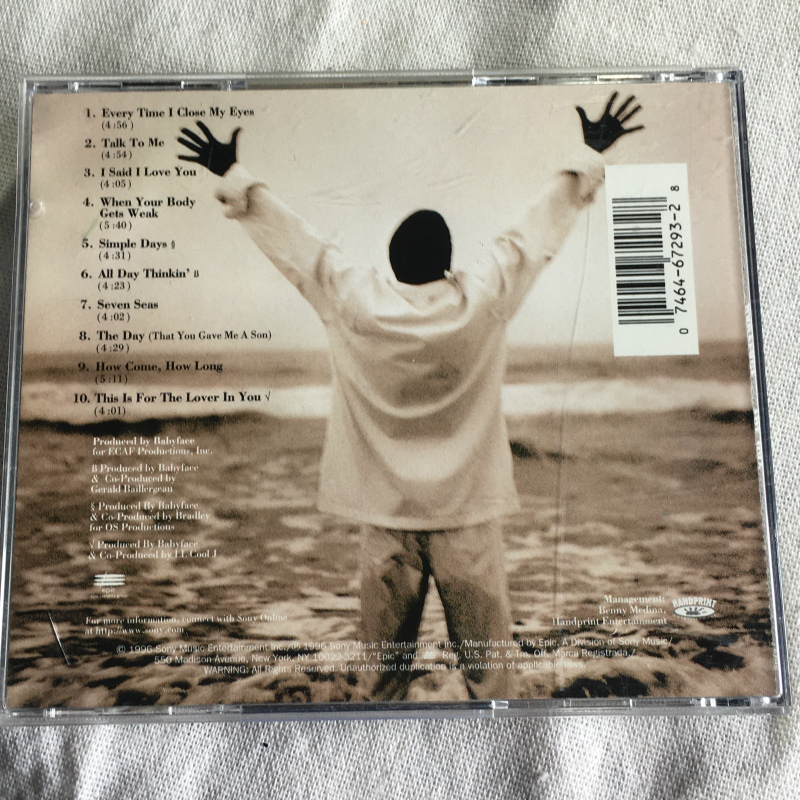 1. Every Time I Close My Eyes
(4:56)
2. Talk To Me
(4:54)
3. I Said I Love You
(4:05)
4. When Your Body
Gets Weak
(5:40)
5. Simple Days §
(4:31)
6. All Day Thinkin' ß
(4:23)
7. Seven Seas
(4:02)
8. The Day (That You Gave Me A Son)
(4:29)
9. How Come, How Long
(5:11)
10. This Is For The Lover In You √
(4:01)
Produced by Babyface
for ECAF Productions, Inc.
ß Produced by Babyface
& Co-Produced by
Gerald Baillergeau
§ Produced By Babyface
& Co-Produced by Bradley
for OS Productions
√ Produced By Babyface
& Co-Produced by LL Cool J
epic
For more information, connect with Sony Online
at http://www.sony.com
Management:
Benny Medina,
Handprint Entertainment
HANDPRINT
© 1996 Sony Music Entertainment Inc./℗ 1996 Sony Music Entertainment Inc./Manufactured by Epic, A Division of Sony Music/
550 Madison Avenue, New York, NY 10022-3211/"Epic" and Reg. U.S. Pat. & Tm. Off. Marca Registrada./
WARNING: All Rights Reserved. Unauthorized duplication is a violation of applicable laws.
0 7464-67293-2 8